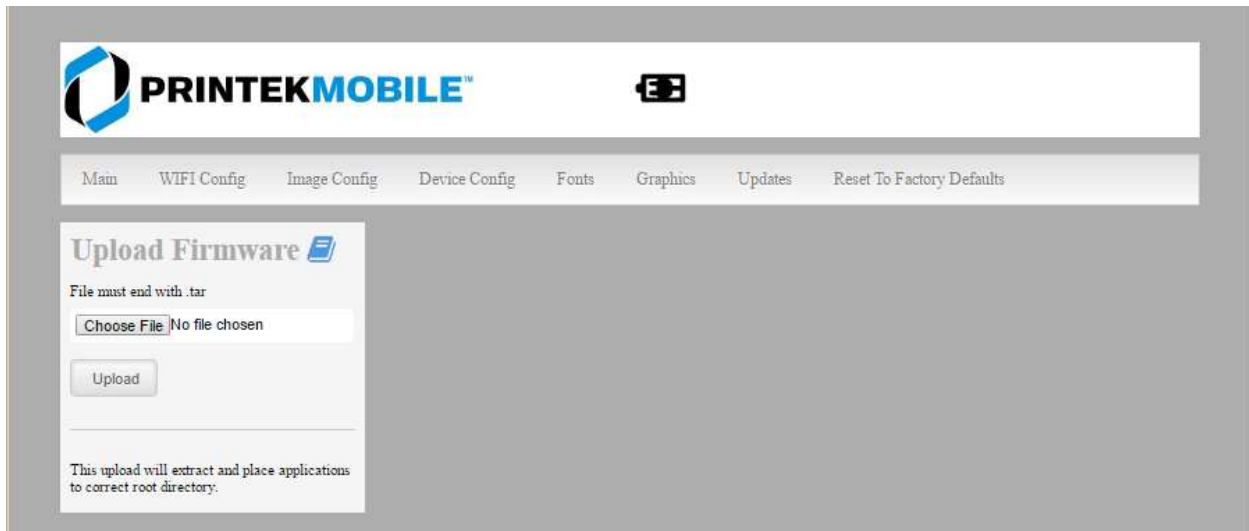 PRINTEKMOBILE™
Main WIFI Config Image Config Device Config Fonts Graphics Updates Reset To Factory Defaults
Upload Firmware
File must end with .tar
Choose File No file chosen
Upload
This upload will extract and place applications
to correct root directory.